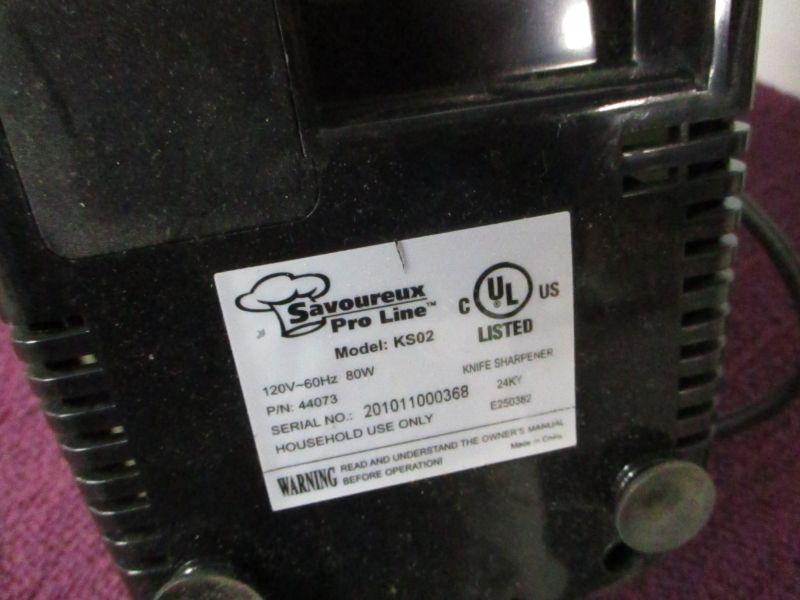 Savoureux
Pro Line™
Model: KS02
C UL® US
LISTED
120V~60Hz 80W
KNIFE SHARPENER
P/N: 44073
24KY
SERIAL NO.: 201011000368
E250382
HOUSEHOLD USE ONLY
WARNING READ AND UNDERSTAND THE OWNER'S MANUAL
BEFORE OPERATION!
Made in China